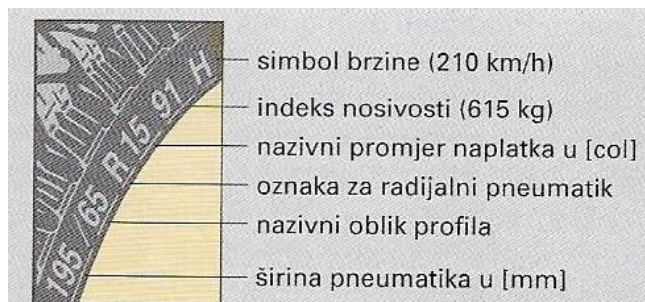 simbol brzine (210 km/h)
indeks nosivosti (615 kg)
nazivni promjer naplatka u [col]
oznaka za radijalni pneumatik
nazivni oblik profila
širina pneumatika u [mm]
195/65 R 15 91 H